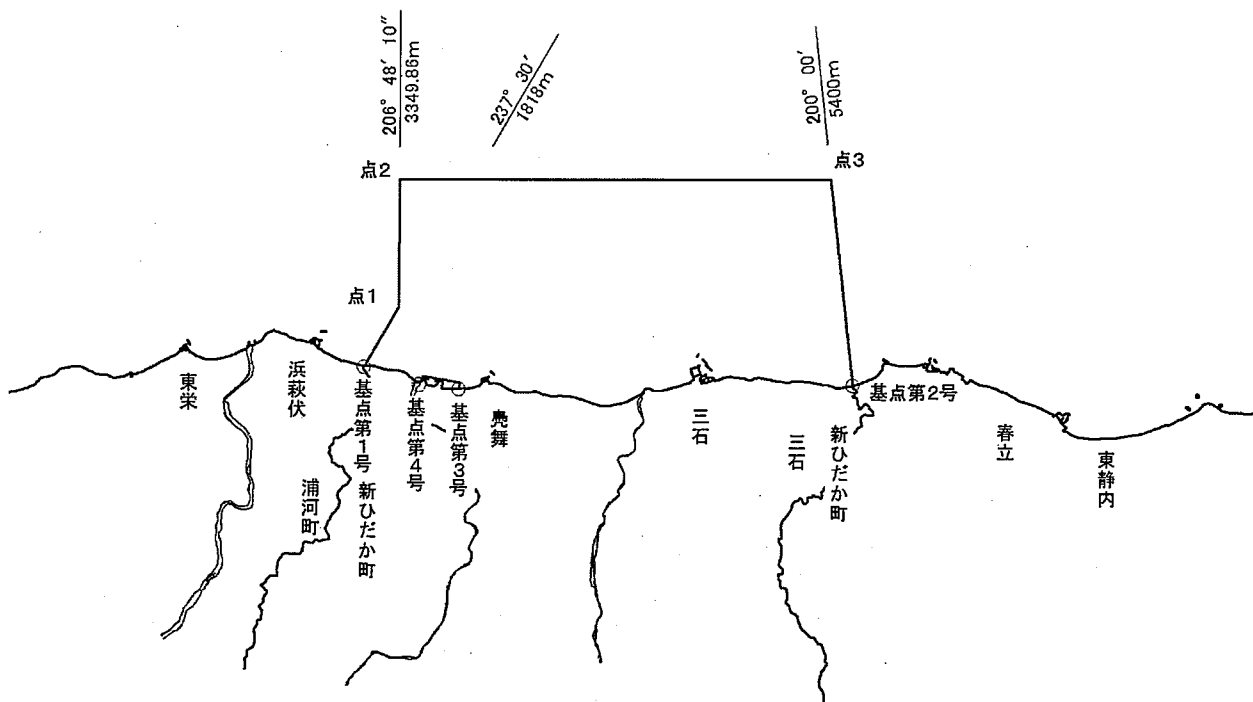 206° 48′ 10″
3349.86m
237° 30′
1818m
200° 00′
5400m
点2
点3
点1
東栄
浜荻伏
基点第1号
基点第4号
基点第3号
鳧舞
三石
三石
基点第2号
新ひだか町
春立
東静内
浦河町
新ひだか町